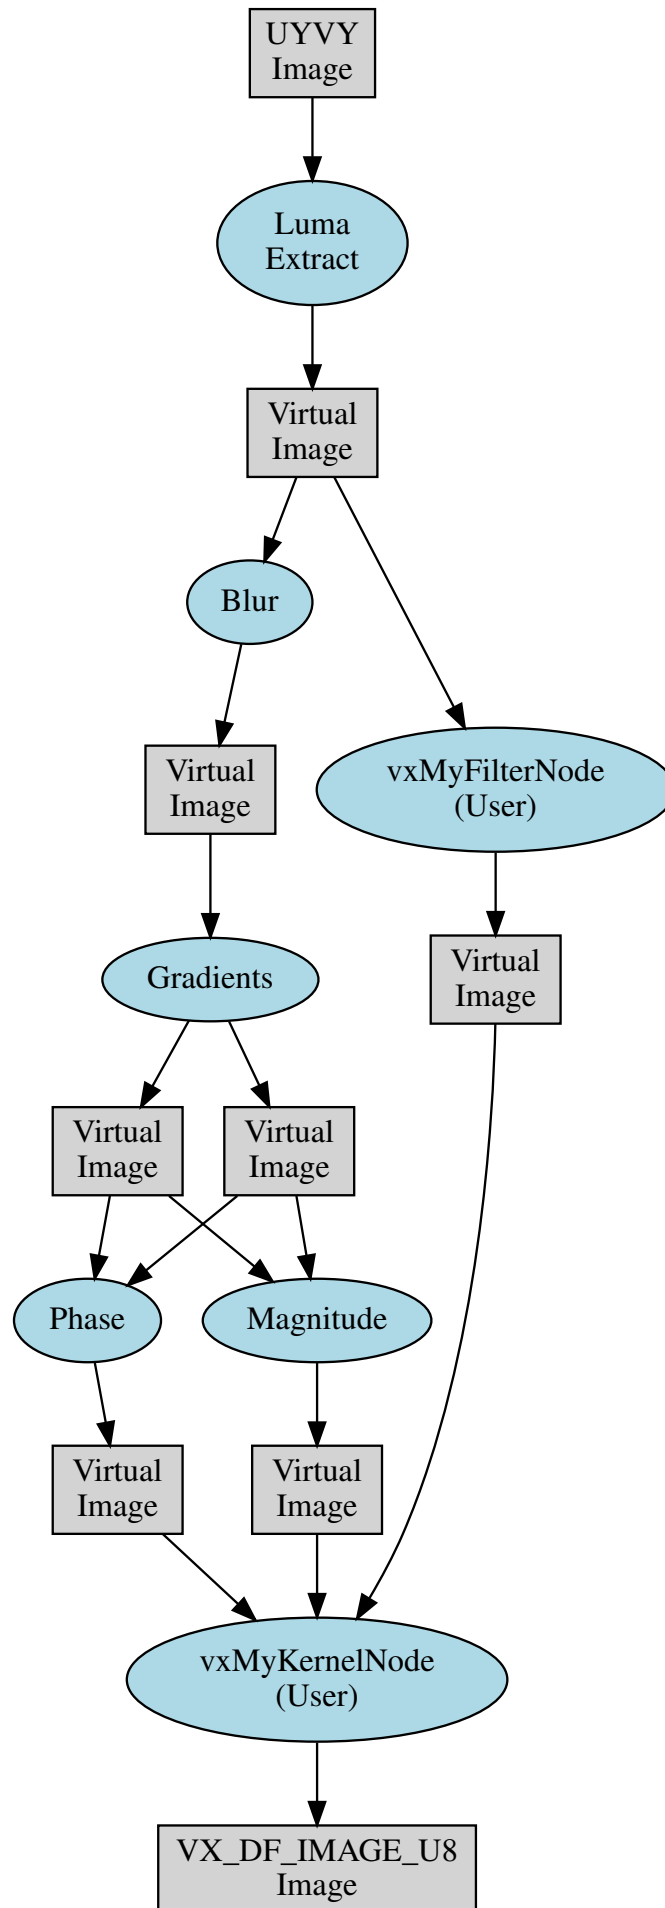 UYVY
Image
Luma
Extract
Virtual
Image
Blur
Virtual
Image
vxMyFilterNode
(User)
Gradients
Virtual
Image
Virtual
Image
Virtual
Image
Phase
Magnitude
Virtual
Image
Virtual
Image
vxMyKernelNode
(User)
VX_DF_IMAGE_U8
Image